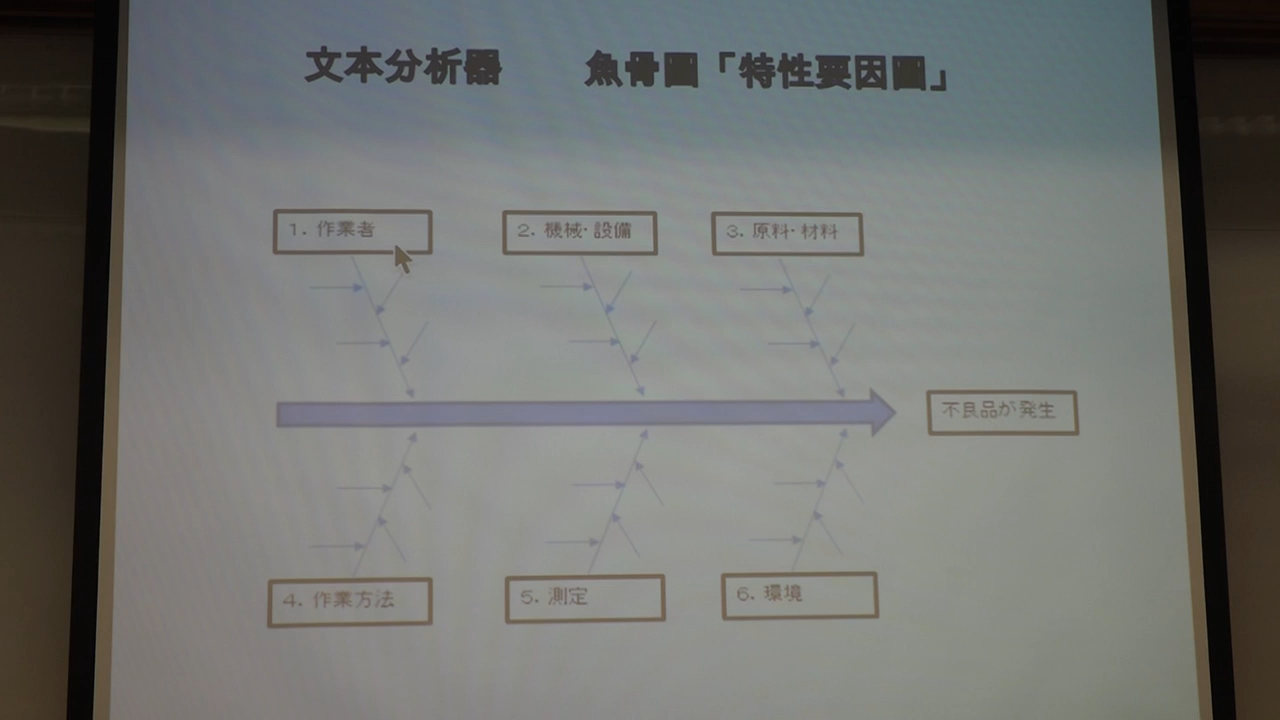 文本分析器 魚骨圖「特性要因圖」
1. 作業者
2. 機械・設備
3. 原料・材料
不良品が発生
4. 作業方法
5. 測定
6. 環境